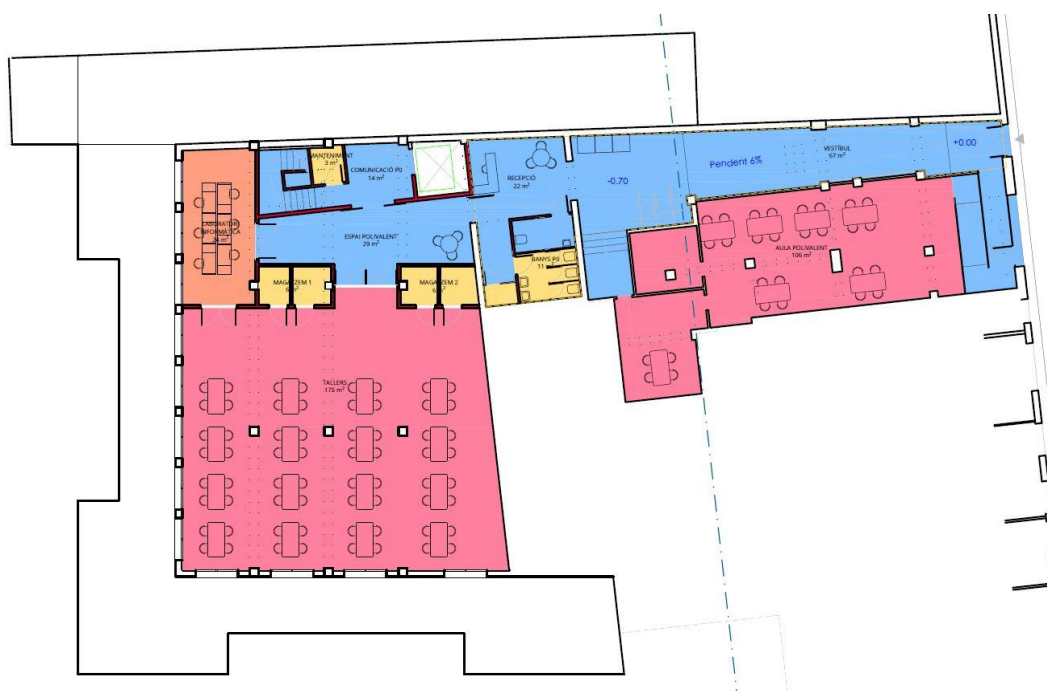 MANTENIMENT
3 m²
COMUNICACIÓ P0
14 m²
RECEPCIÓ
22 m²
-0.70
Pendent 6%
VESTÍBUL
67 m²
+0.00
LABORATORI
INFORMÀTICA
ESPAI POLIVALENT
29 m²
AULA POLIVALENT
106 m²
BANYS P0
11 m²
MAGATZEM 1
MAGATZEM 2
TALLERS